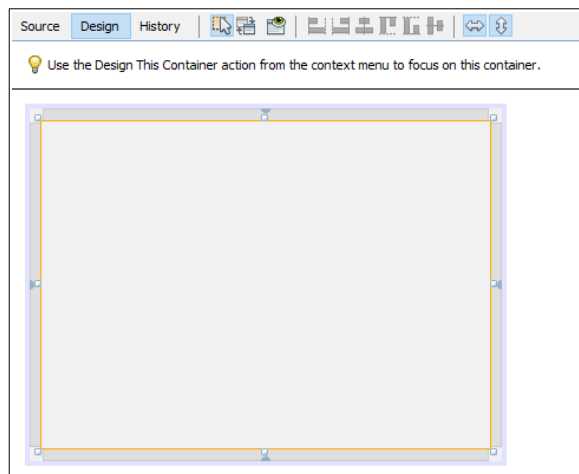 Source Design History
Use the Design This Container action from the context menu to focus on this container.